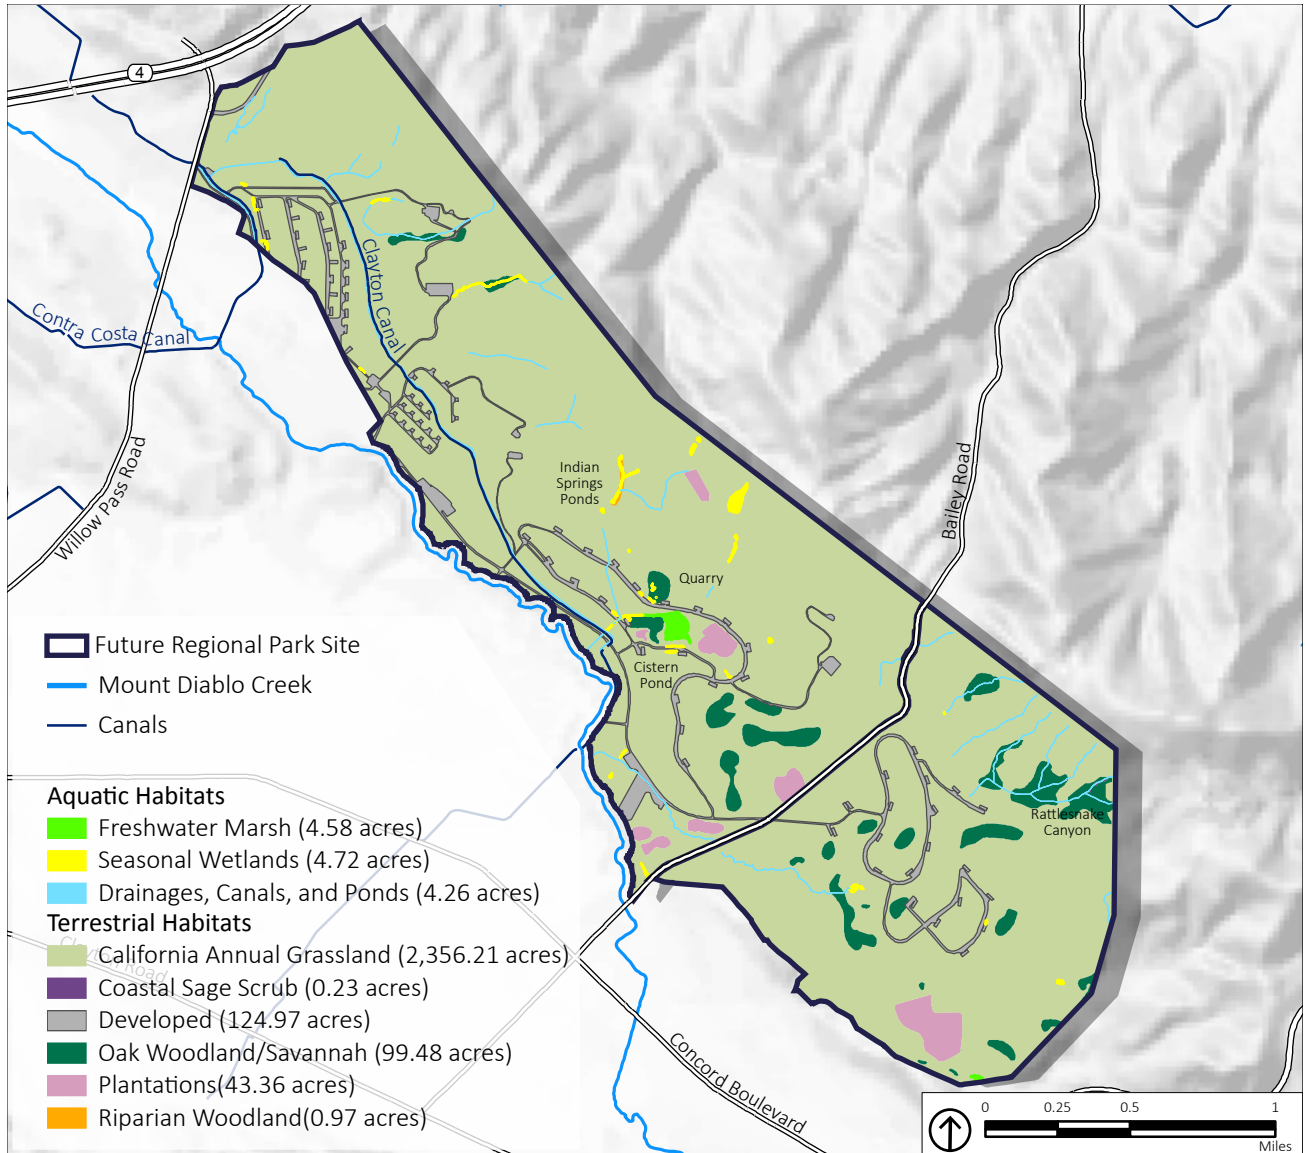 4
Clayton Canal
Contra Costa Canal
Willow Pass Road
Indian
Springs
Ponds
Bailey Road
Quarry
Cistern
Pond
Rattlesnake
Canyon
Future Regional Park Site
Mount Diablo Creek
Canals
Aquatic Habitats
Freshwater Marsh (4.58 acres)
Seasonal Wetlands (4.72 acres)
Drainages, Canals, and Ponds (4.26 acres)
Terrestrial Habitats
Clayton Road
California Annual Grassland (2,356.21 acres)
Coastal Sage Scrub (0.23 acres)
Developed (124.97 acres)
Oak Woodland/Savannah (99.48 acres)
Plantations(43.36 acres)
Riparian Woodland(0.97 acres)
Concord Boulevard
0 0.25 0.5 1
Miles